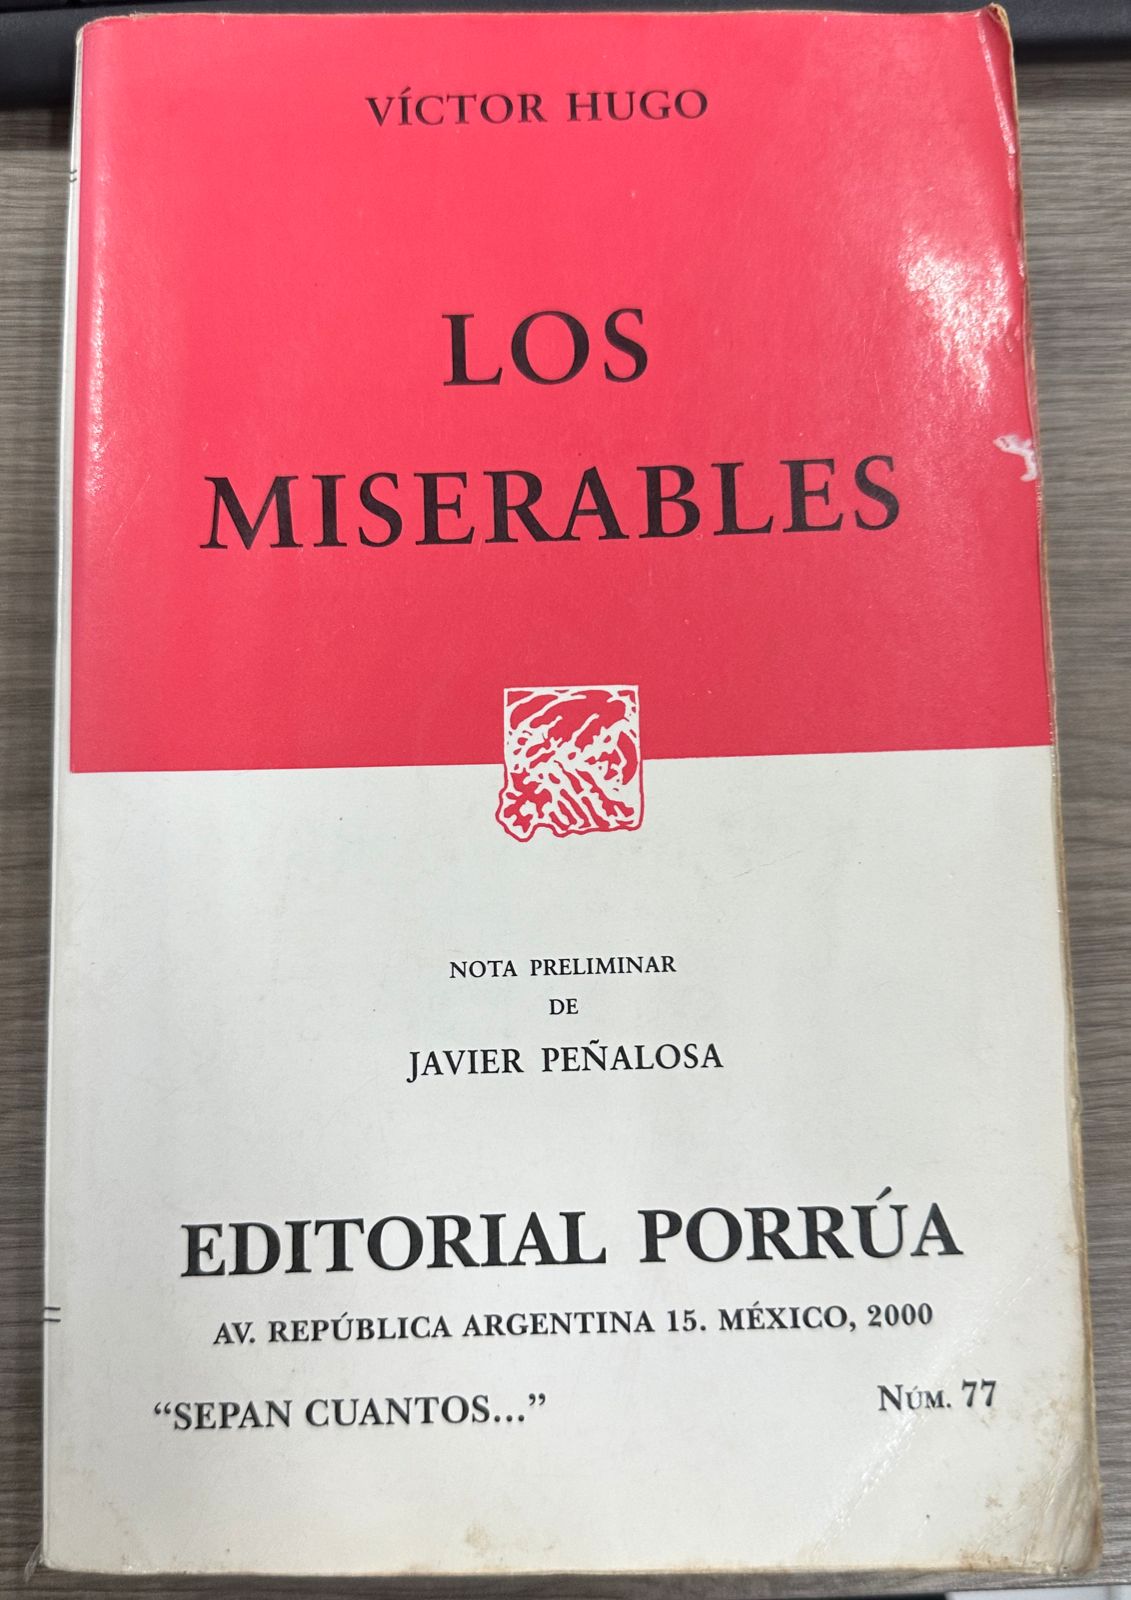 VÍCTOR HUGO
LOS
MISERABLES
NOTA PRELIMINAR
DE
JAVIER PEÑALOSA
EDITORIAL PORRÚA
AV. REPÚBLICA ARGENTINA 15. MÉXICO, 2000
“SEPAN CUANTOS...” NÚM. 77